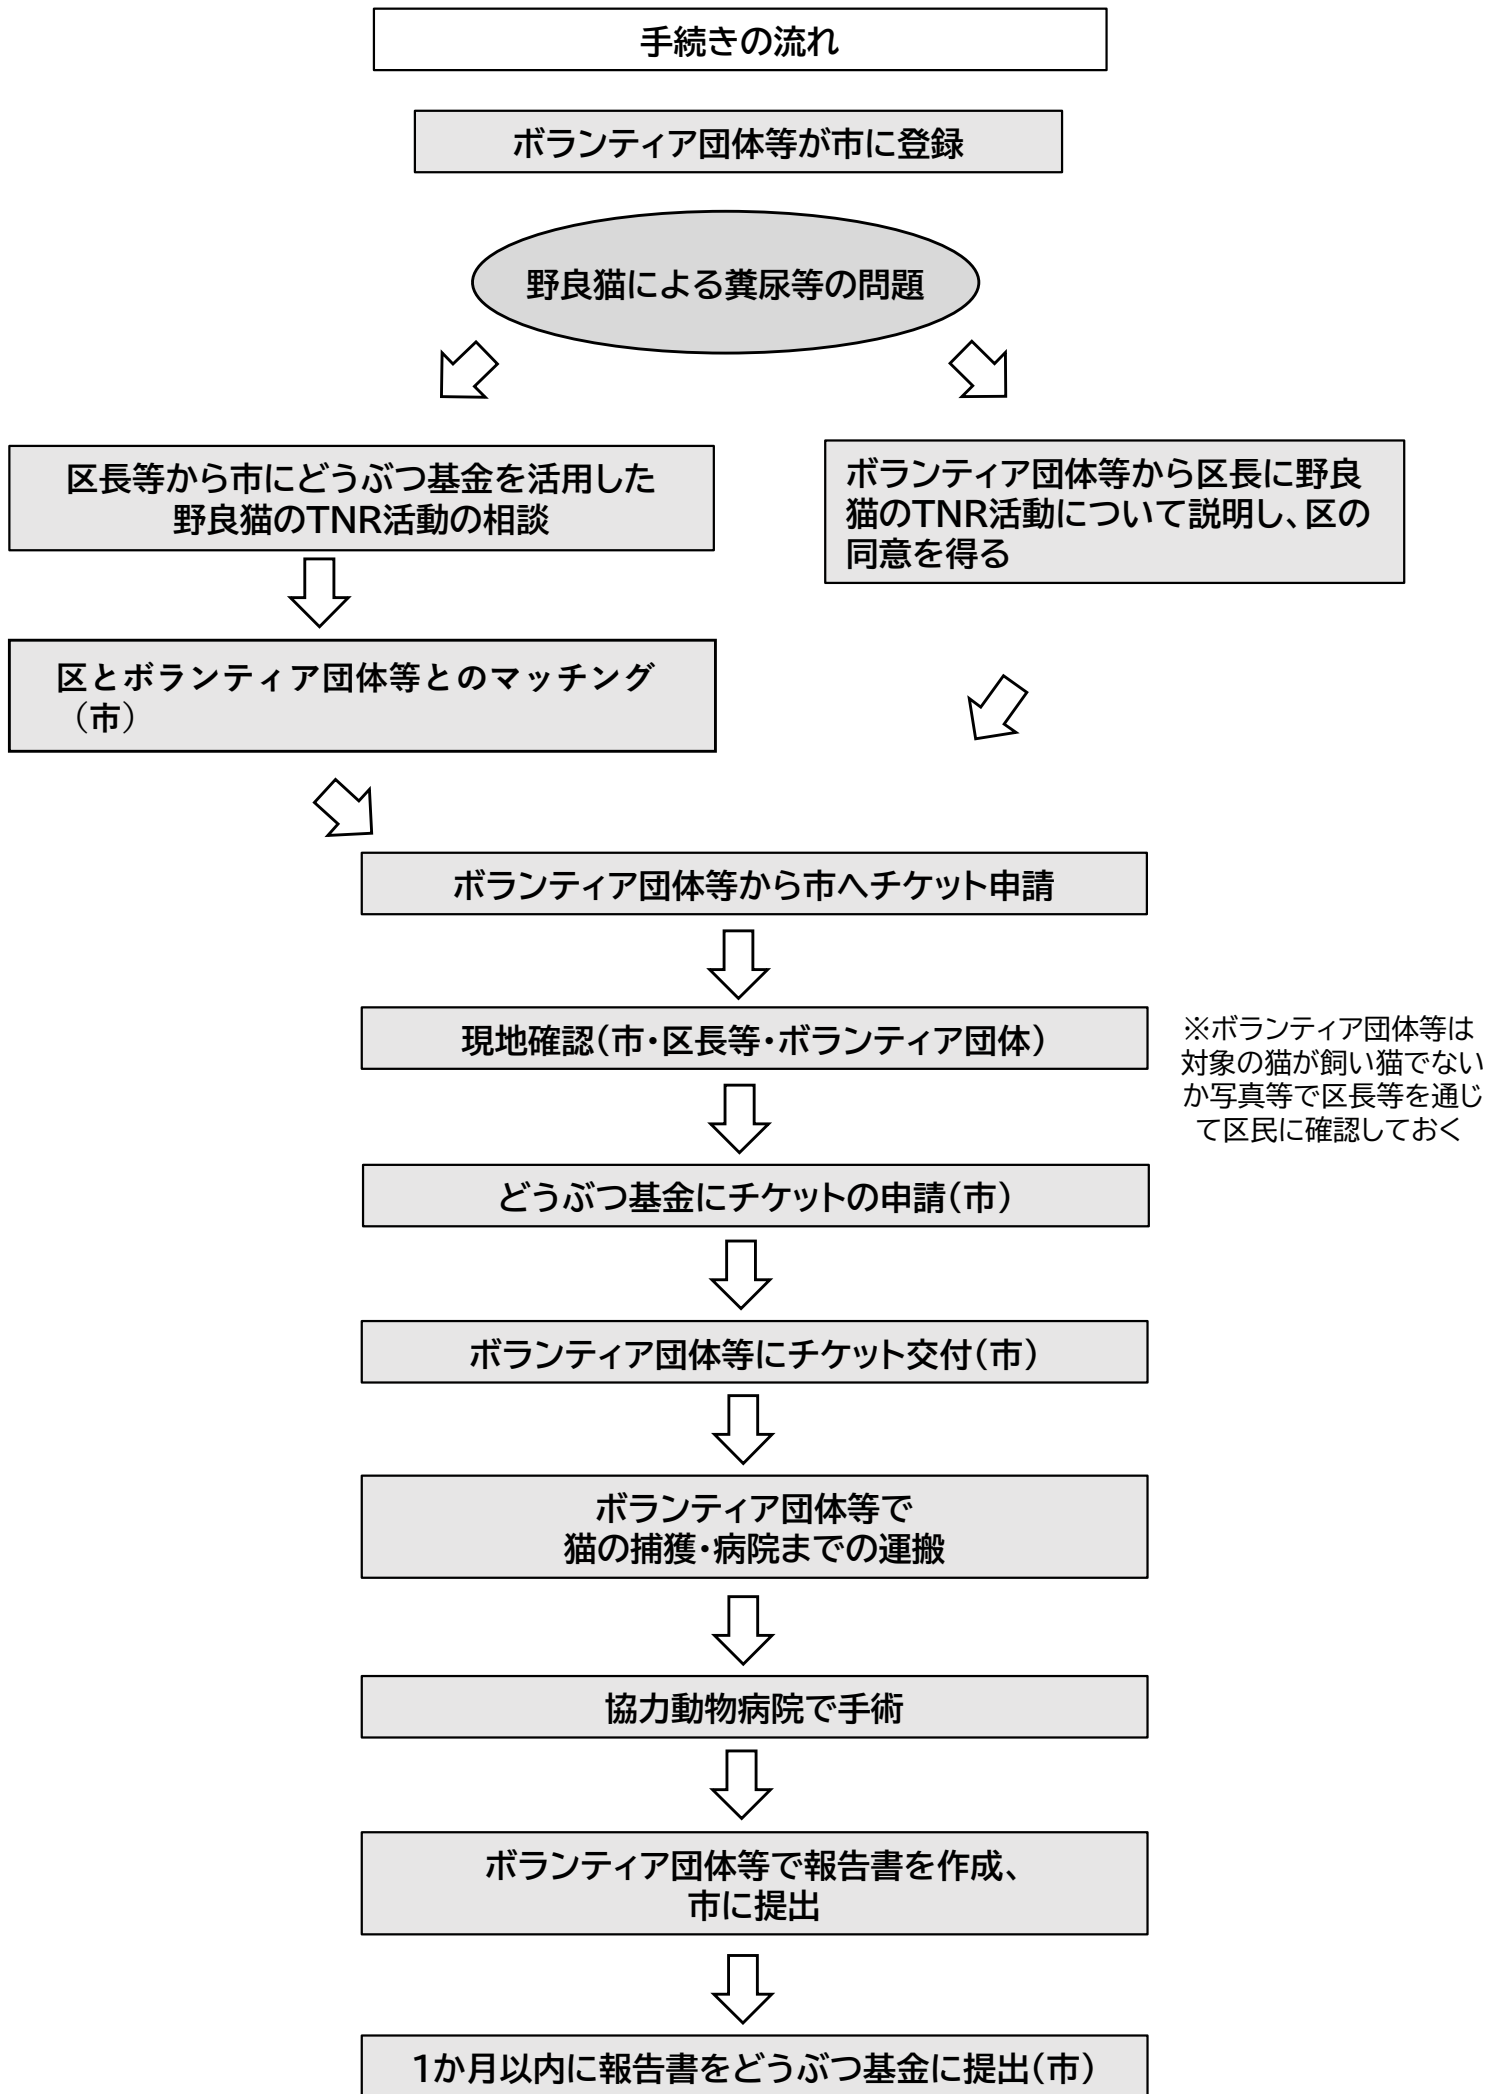 手続きの流れ
ボランティア団体等が市に登録
野良猫による糞尿等の問題
区長等から市にどうぶつ基金を活用した
野良猫のTNR活動の相談
ボランティア団体等から区長に野良
猫のTNR活動について説明し、区の
同意を得る
区とボランティア団体等とのマッチング
（市）
ボランティア団体等から市へチケット申請
現地確認（市・区長等・ボランティア団体）
※ボランティア団体等は
対象の猫が飼い猫でない
か写真等で区長等を通じ
て区民に確認しておく
どうぶつ基金にチケットの申請（市）
ボランティア団体等にチケット交付（市）
ボランティア団体等で
猫の捕獲・病院までの運搬
協力動物病院で手術
ボランティア団体等で報告書を作成、
市に提出
1か月以内に報告書をどうぶつ基金に提出（市）